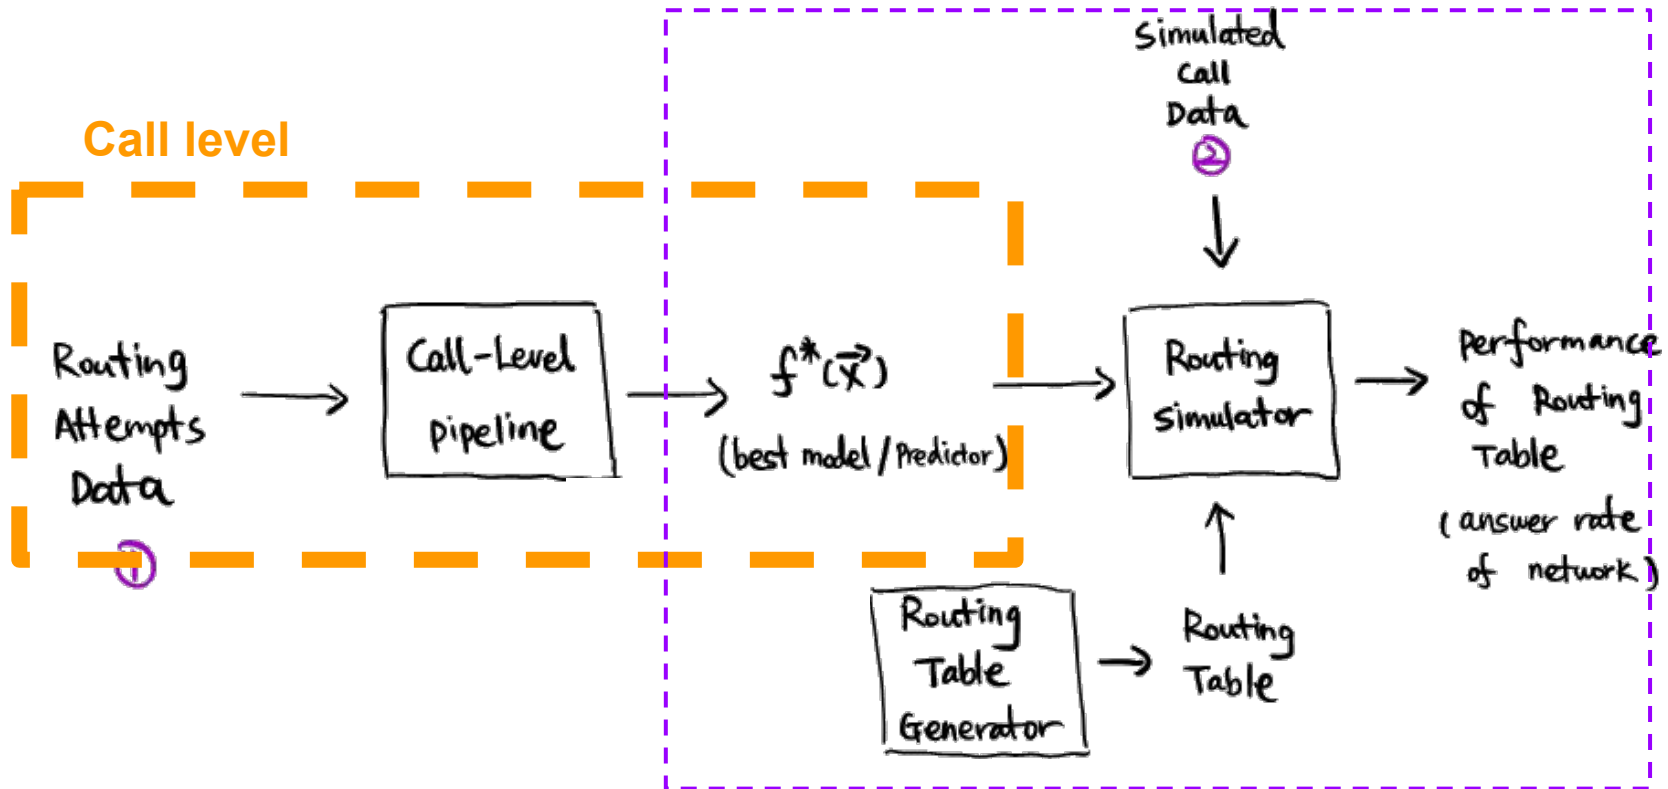 Call level
Routing
Attempts
Data
1
Call-Level
pipeline
f*(x⃗)
(best model/Predictor)
Simulated
Call
Data
2
Routing
simulator
Routing
Table
Generator
Routing
Table
performance
of Routing
Table
(answer rate
of network)